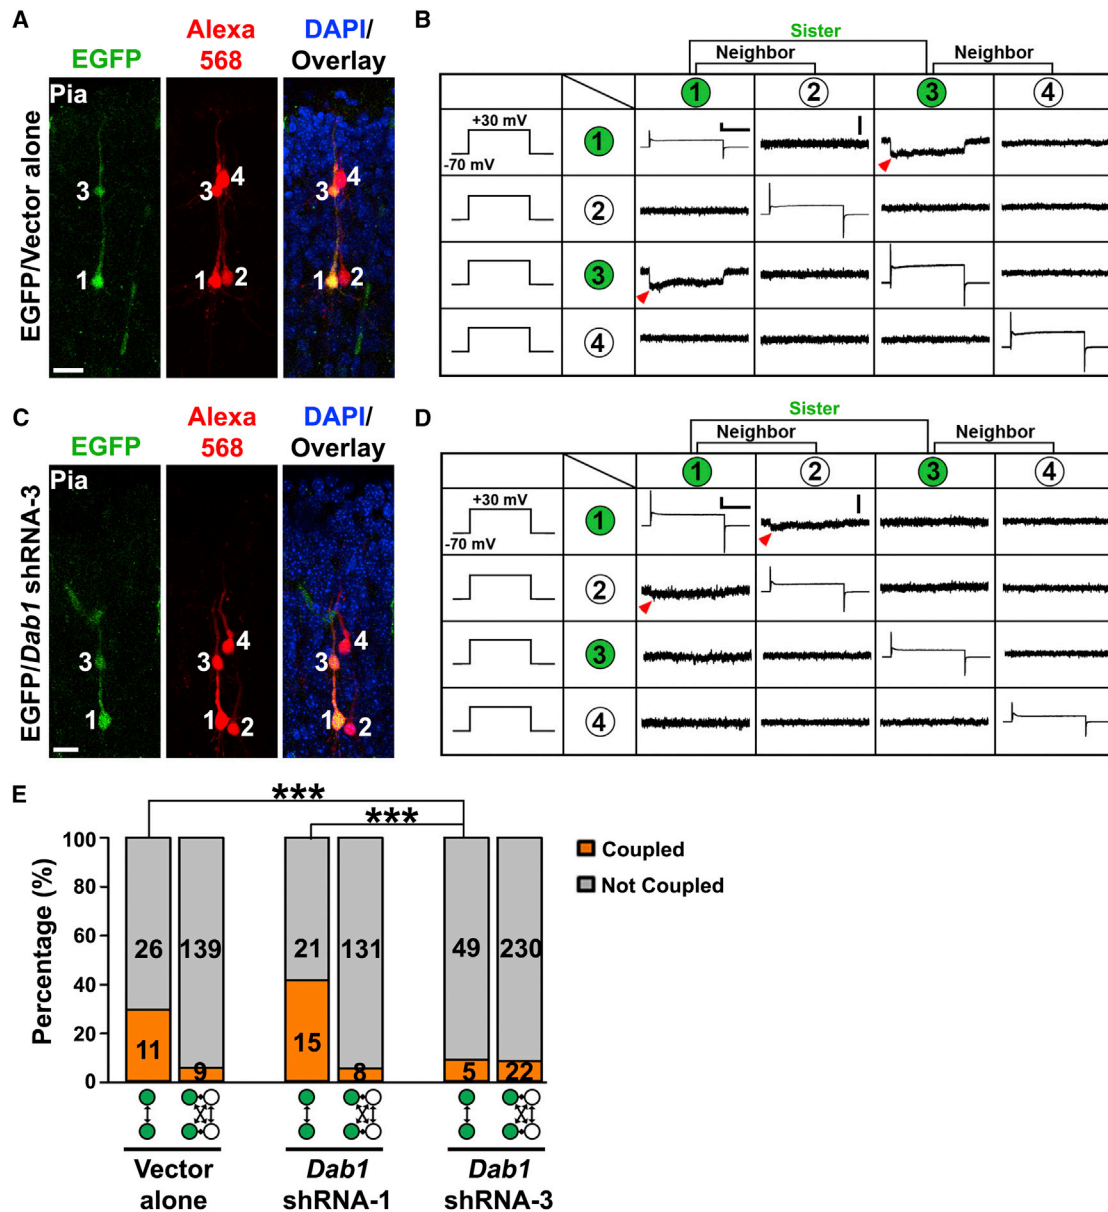 A
EGFP/Vector alone
EGFP
Alexa
568
DAPI/
Overlay
Pia
3
1
4
3
1
2
4
3
1
2
B
Sister
Neighbor
Neighbor
1
2
3
4
+30 mV
-70 mV
1
2
3
4
C
EGFP/Dab1 shRNA-3
EGFP
Alexa
568
DAPI/
Overlay
Pia
3
1
4
3
1
2
4
3
1
2
D
Sister
Neighbor
Neighbor
1
2
3
4
+30 mV
-70 mV
1
2
3
4
E
***
***
Percentage (%)
100
80
60
40
20
0
26
139
21
131
49
230
11
9
15
8
5
22
Coupled
Not Coupled
Vector
alone
Dab1
shRNA-1
Dab1
shRNA-3